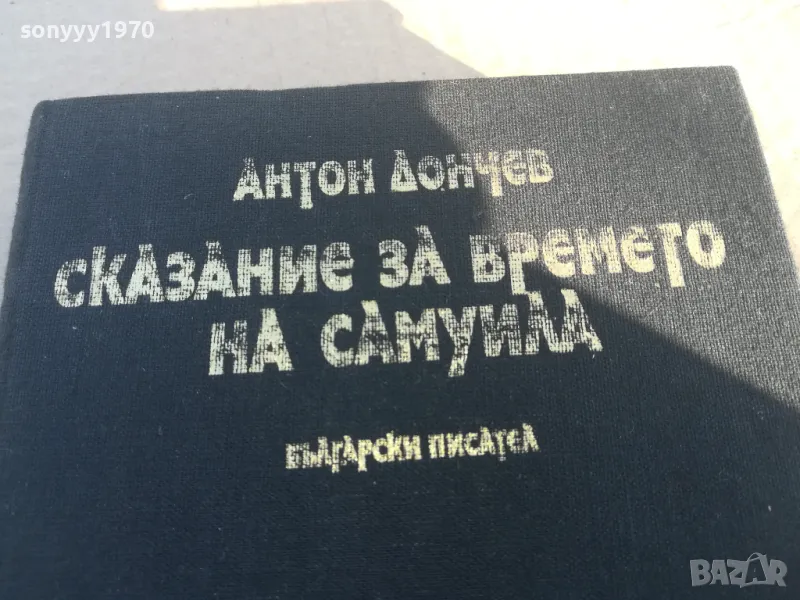 sonyyy1970
АНТОН ДОНЧЕВ
СКАЗАНИЕ ЗА ВРЕМЕТО
НА САМУИЛА
БЪЛГАРСКИ ПИСАТЕЛ
BAZAR